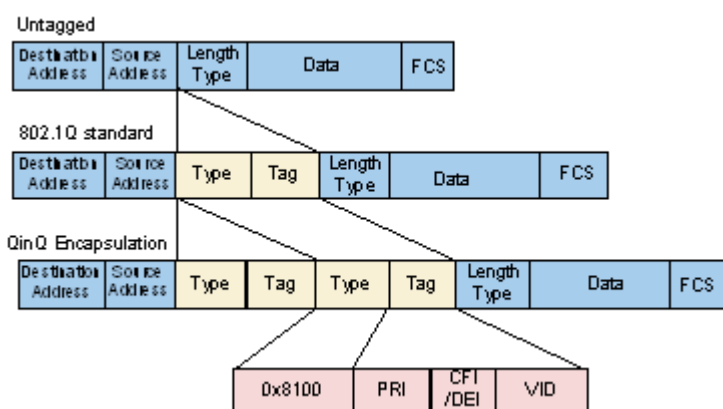 Untagged
Destination Address Source Address Length Type Data FCS
802.1Q standard
Destination Address Source Address Type Tag Length Type Data FCS
QinQ Encapsulation
Destination Address Source Address Type Tag Type Tag Length Type Data FCS
0x8100 PRI CFI /DEI VID